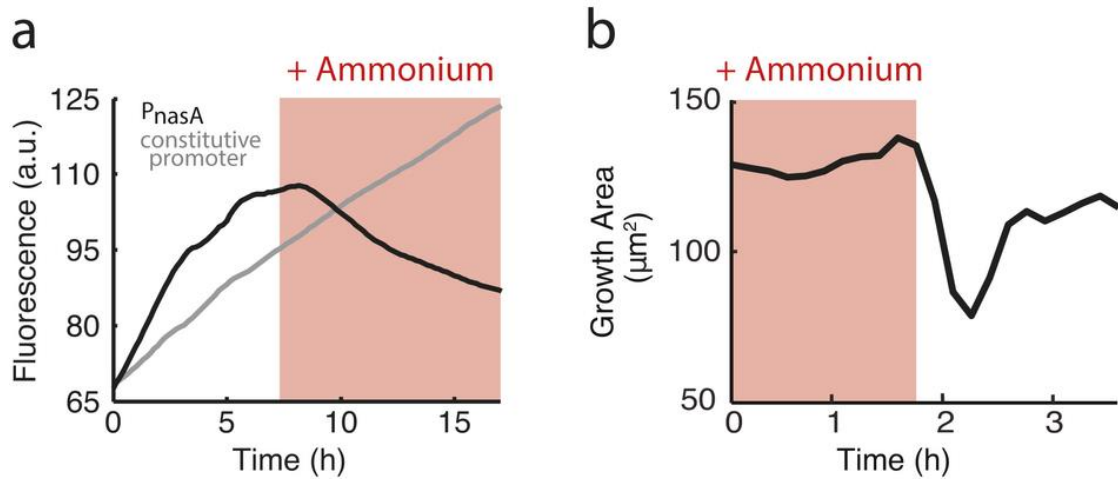 a
+ Ammonium
PnasA
constitutive
promoter
Fluorescence (a.u.)
125
110
95
80
65
0 5 10 15
Time (h)
b
+ Ammonium
Growth Area
(μm²)
150
100
50
0 1 2 3
Time (h)